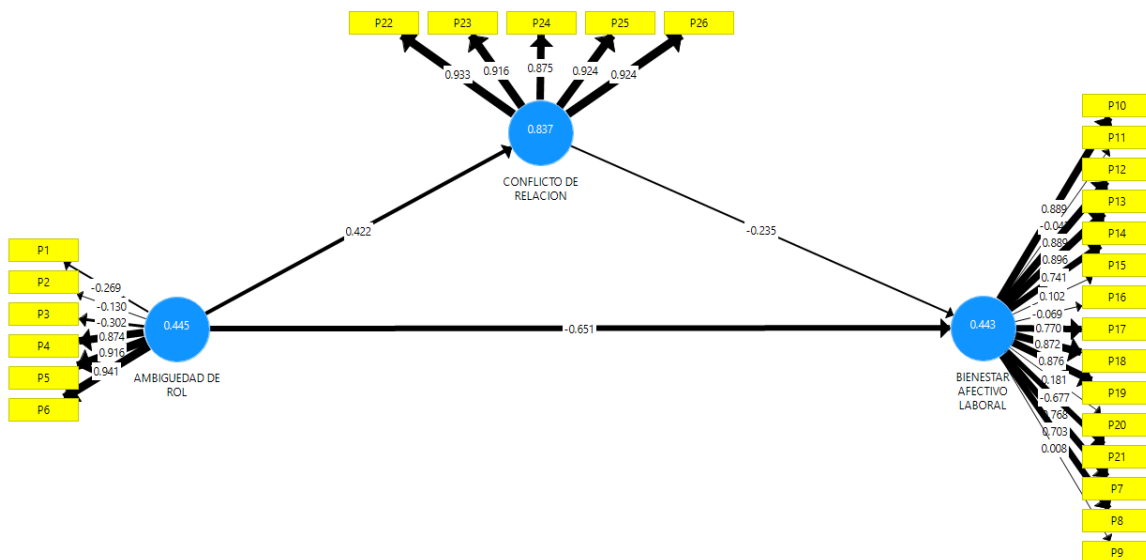 P22
P23
P24
P25
P26
0.933
0.916
0.875
0.924
0.924
0.837
CONFLICTO DE
RELACION
0.422
-0.235
P1
P2
P3
P4
P5
P6
-0.269
-0.130
-0.302
0.874
0.916
0.941
0.445
AMBIGUEDAD DE
ROL
-0.651
0.443
BIENESTAR
AFECTIVO
LABORAL
0.889
0.889
0.896
0.741
0.102
-0.069
0.770
0.872
0.876
0.181
-0.677
0.768
0.703
0.008
P10
P11
P12
P13
P14
P15
P16
P17
P18
P19
P20
P21
P7
P8
P9